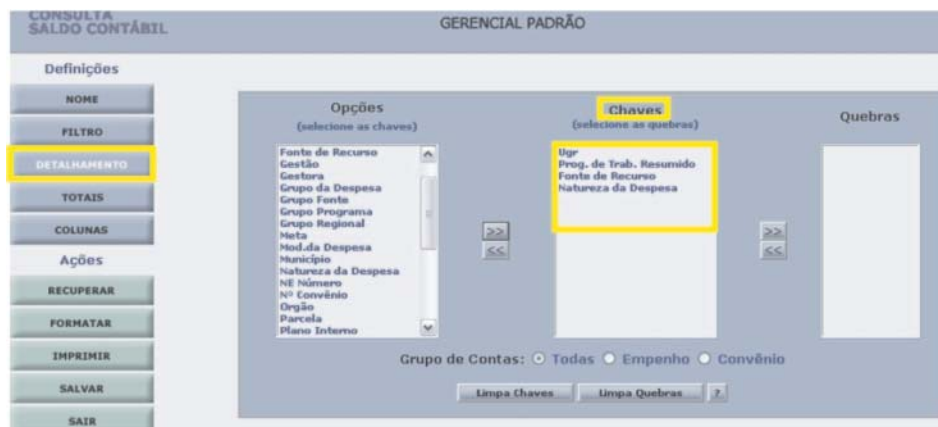 CONSULTA
SALDO CONTÁBIL
GERENCIAL PADRÃO
Definições
NOME
FILTRO
DETALHAMENTO
TOTAIS
COLUNAS
Ações
RECUPERAR
FORMATAR
IMPRIMIR
SALVAR
SAIR
Opções
(selecione as chaves)
Fonte de Recurso
Gestão
Gestora
Grupo da Despesa
Grupo Fonte
Grupo Programa
Grupo Regional
Meta
Mod.da Despesa
Município
Natureza da Despesa
NE Número
Nº Convênio
Orgão
Parcela
Plano Interno
>>
<<
Chaves
(selecione as quebras)
Ugr
Prog. de Trab. Resumido
Fonte de Recurso
Natureza da Despesa
>>
<<
Quebras
Grupo de Contas: Todas Empenho Convênio
Limpa Chaves Limpa Quebras ?